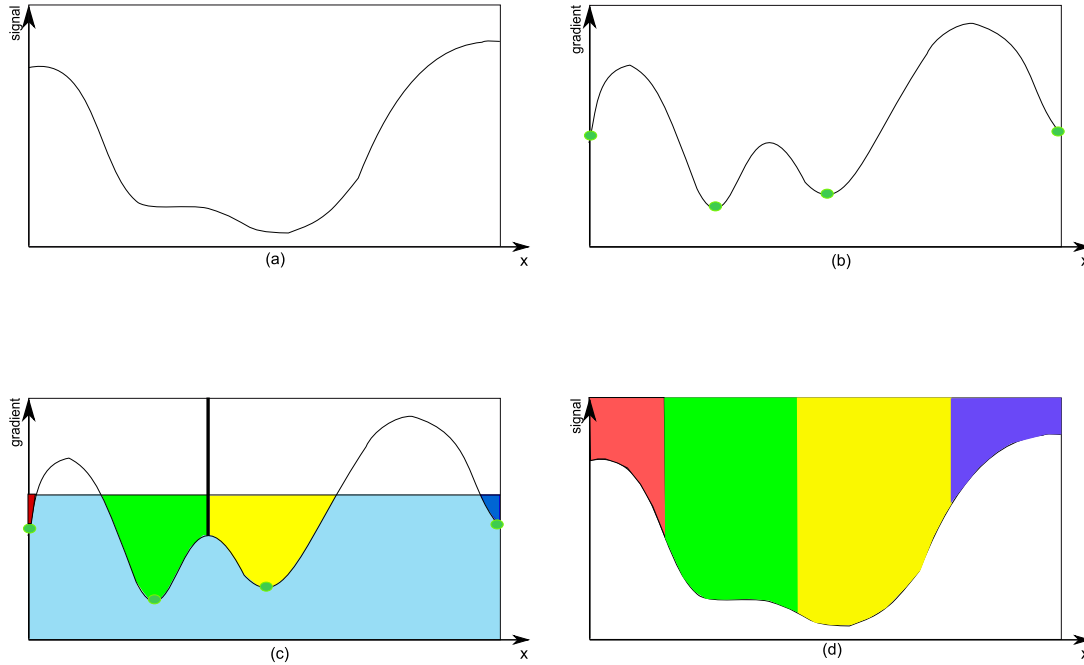 signal
x
(a)
gradient
x
(b)
gradient
x
(c)
signal
x
(d)